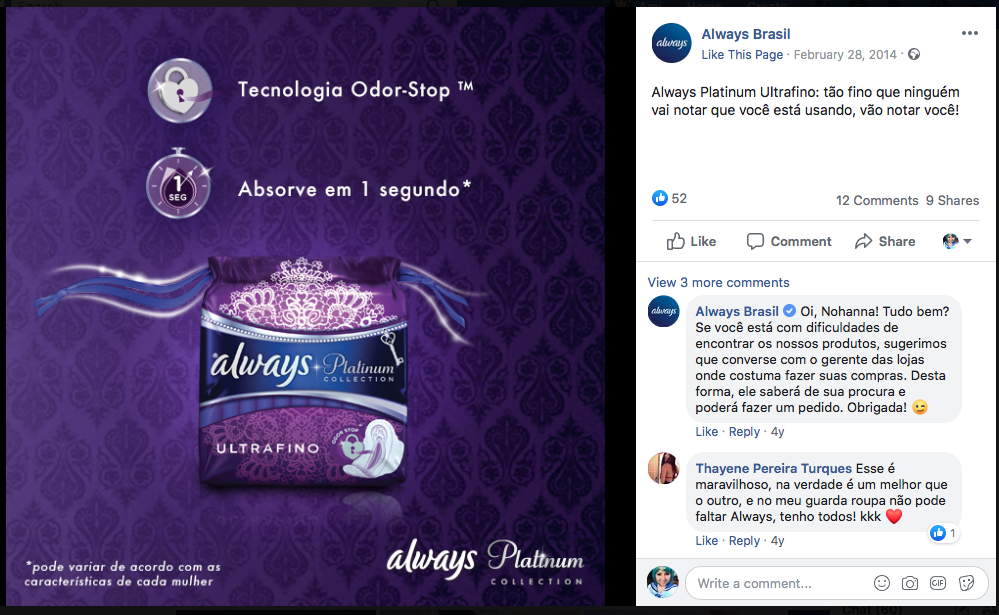 Tecnologia Odor-Stop ™
1
SEG
Absorve em 1 segundo*
always Platinum
COLLECTION
ODOR STOP
ULTRAFINO
*pode variar de acordo com as
características de cada mulher
always Platinum
COLLECTION
always
Always Brasil
Like This Page · February 28, 2014 ·
Always Platinum Ultrafino: tão fino que ninguém
vai notar que você está usando, vão notar você!
52
12 Comments 9 Shares
Like Comment Share
View 3 more comments
always
Always Brasil Oi, Nohanna! Tudo bem?
Se você está com dificuldades de
encontrar os nossos produtos, sugerimos
que converse com o gerente das lojas
onde costuma fazer suas compras. Desta
forma, ele saberá de sua procura e
poderá fazer um pedido. Obrigada! 😉
Like · Reply · 4y
Thayene Pereira Turques Esse é
maravilhoso, na verdade é um melhor que
o outro, e no meu guarda roupa não pode
faltar Always, tenho todos! kkk ❤️
1
Like · Reply · 4y
Write a comment...
GIF